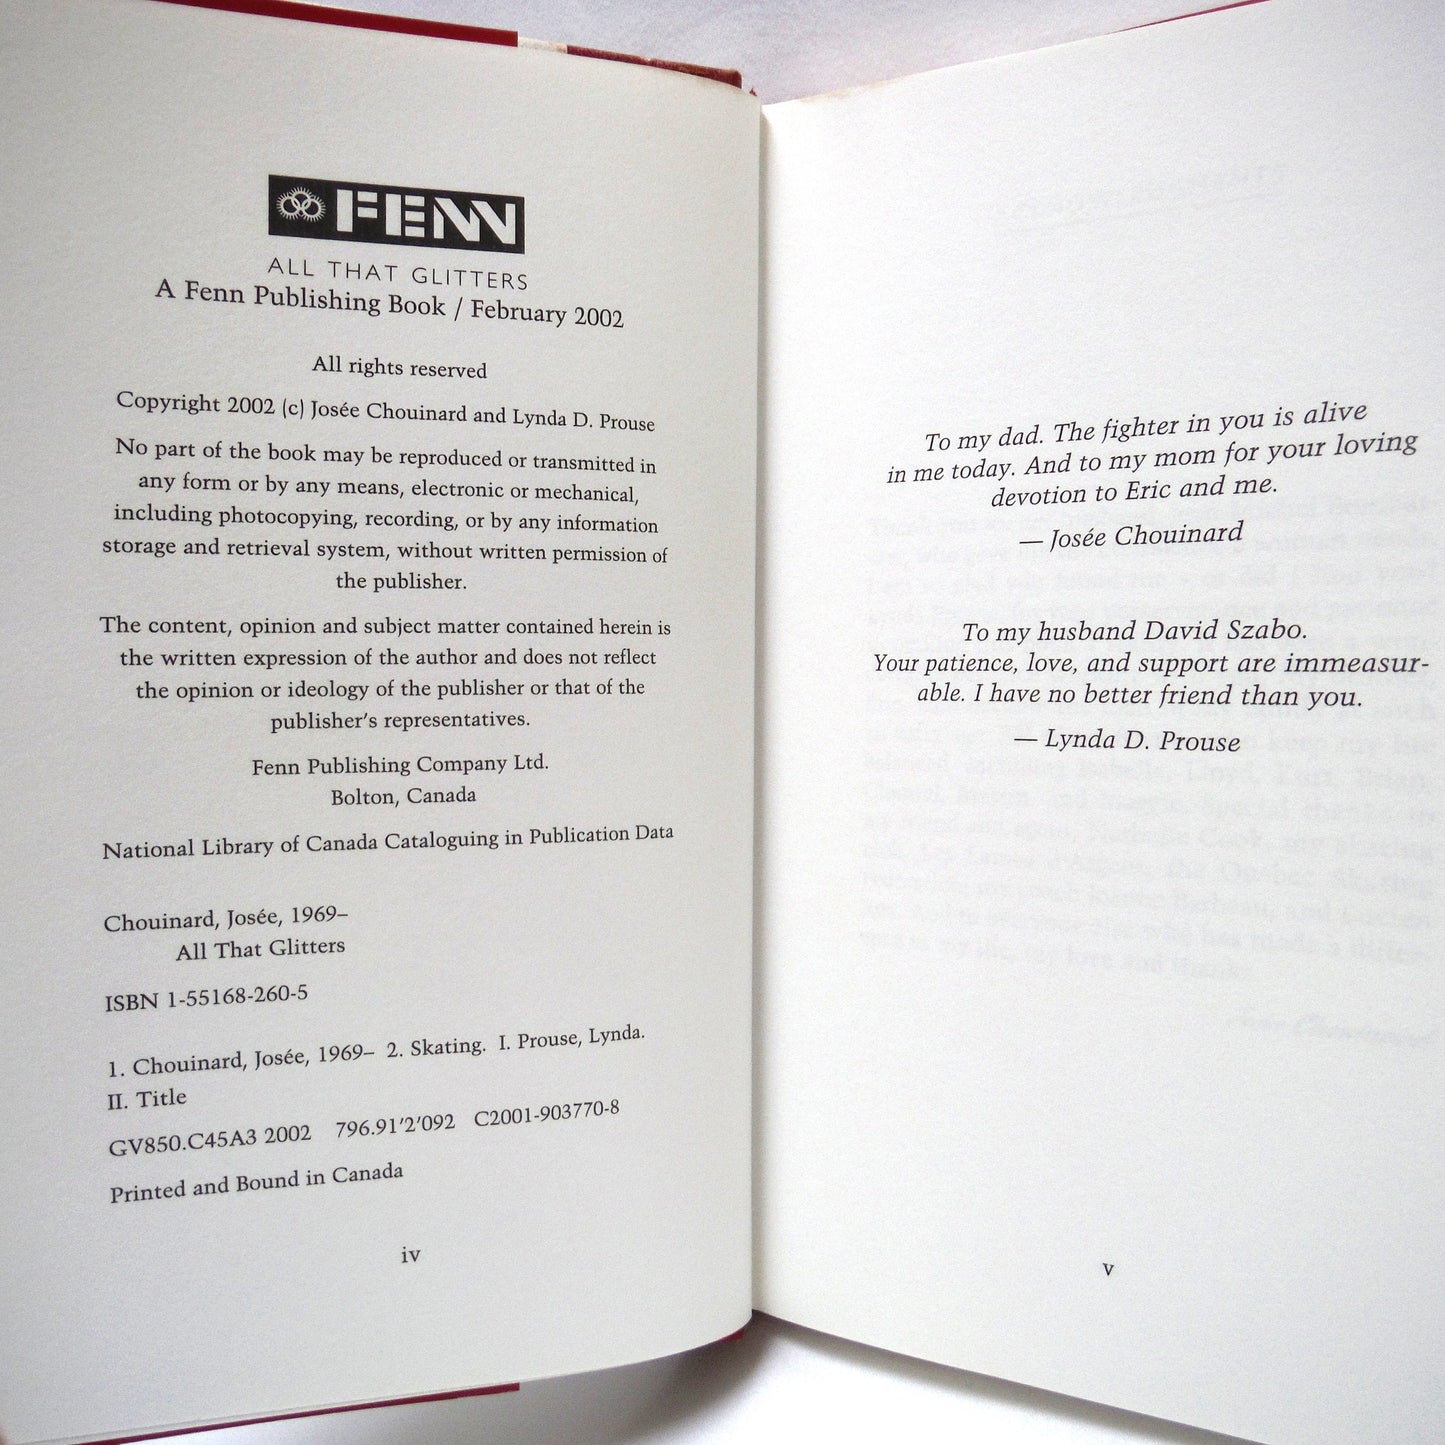 FENN
ALL THAT GLITTERS
A Fenn Publishing Book / February 2002
All rights reserved
Copyright 2002 (c) Josée Chouinard and Lynda D. Prouse
No part of the book may be reproduced or transmitted in
any form or by any means, electronic or mechanical,
including photocopying, recording, or by any information
storage and retrieval system, without written permission of
the publisher.
The content, opinion and subject matter contained herein is
the written expression of the author and does not reflect
the opinion or ideology of the publisher or that of the
publisher's representatives.
Fenn Publishing Company Ltd.
Bolton, Canada
National Library of Canada Cataloguing in Publication Data
Chouinard, Josée, 1969–
All That Glitters
ISBN 1-55168-260-5
1. Chouinard, Josée, 1969– 2. Skating. I. Prouse, Lynda.
II. Title
GV850.C45A3 2002 796.91'2'092 C2001-903770-8
Printed and Bound in Canada
iv
To my dad. The fighter in you is alive
in me today. And to my mom for your loving
devotion to Eric and me.
— Josée Chouinard
To my husband David Szabo.
Your patience, love, and support are immeasur-
able. I have no better friend than you.
— Lynda D. Prouse
v